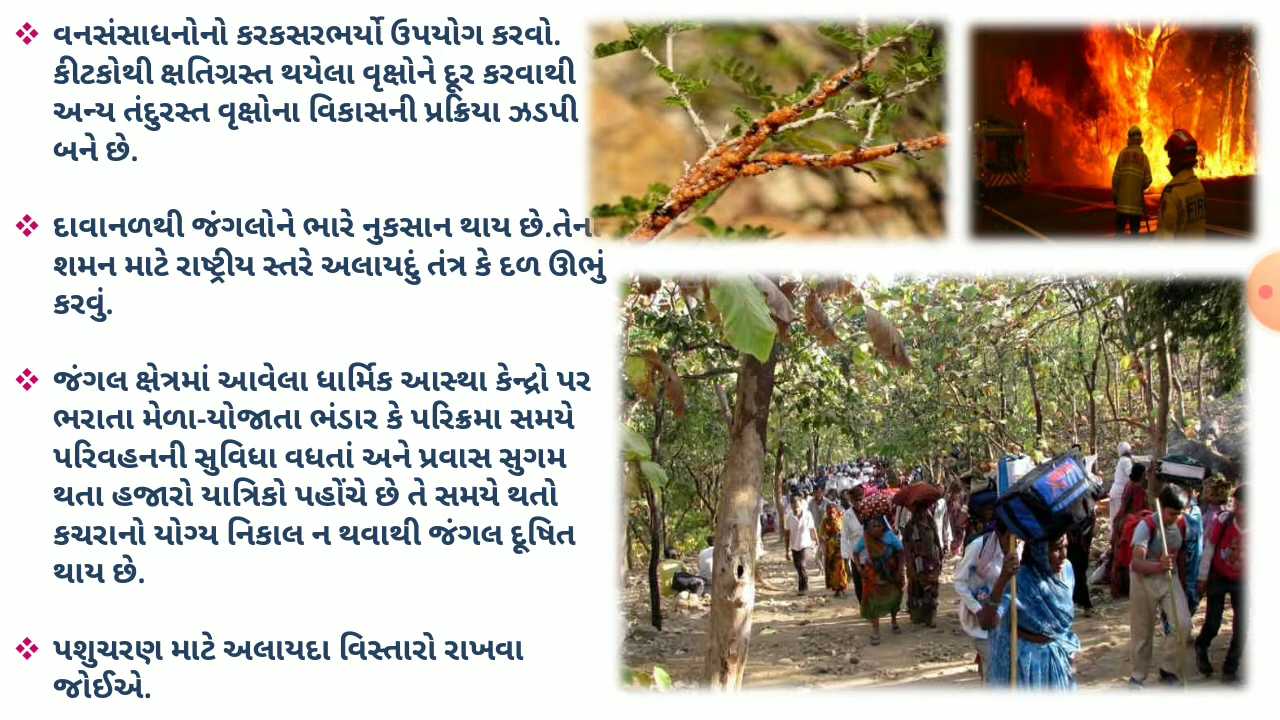 ❖ વનસંસાધનોનો કરકસરભર્યો ઉપયોગ કરવો.
કીટકોથી ક્ષતિગ્રસ્ત થયેલા વૃક્ષોને દૂર કરવાથી
અન્ય તંદુરસ્ત વૃક્ષોના વિકાસની પ્રક્રિયા ઝડપી
બને છે.
❖ દાવાનળથી જંગલોને ભારે નુકસાન થાય છે.તેના
શમન માટે રાષ્ટ્રીય સ્તરે અલાયદું તંત્ર કે દળ ઊભું
કરવું.
❖ જંગલ ક્ષેત્રમાં આવેલા ધાર્મિક આસ્થા કેન્દ્રો પર
ભરાતા મેળા-યોજાતા ભંડાર કે પરિક્રમા સમયે
પરિવહનની સુવિધા વધતાં અને પ્રવાસ સુગમ
થતા હજારો યાત્રિકો પહોંચે છે તે સમયે થતો
કચરાનો યોગ્ય નિકાલ ન થવાથી જંગલ દૂષિત
થાય છે.
❖ પશુચરણ માટે અલાયદા વિસ્તારો રાખવા
જોઈએ.
FIRE